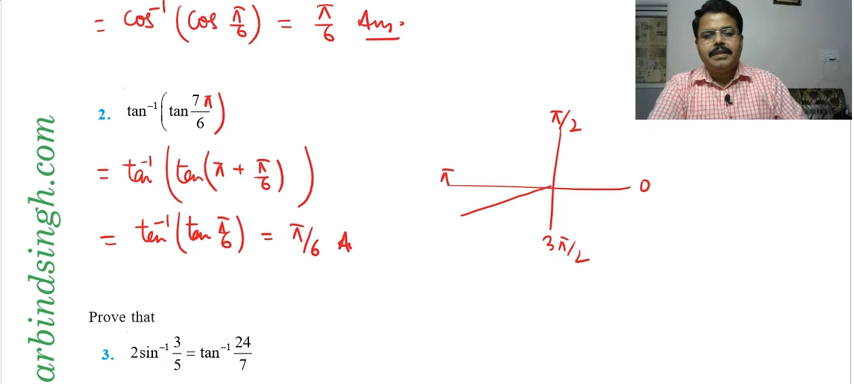 = cos⁻¹ (cos π/6) = π/6 Ans.
2. tan⁻¹(tan 7π/6)
= tan⁻¹ (tan(π + π/6))
= ten⁻¹ (tan π/6) = π/6 A
π/2
π
0
3π/2
Prove that
3. 2sin⁻¹ 3/5 = tan⁻¹ 24/7
arbindsingh.com